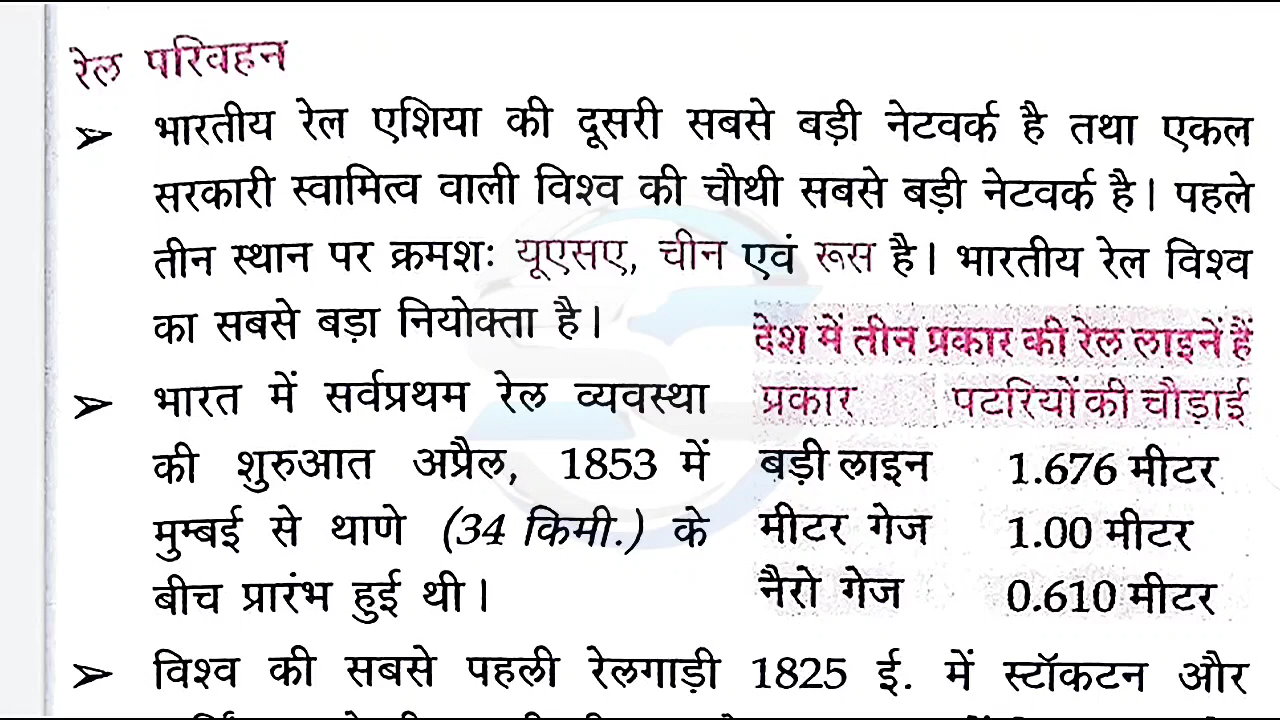 रेल परिवहन
➢ भारतीय रेल एशिया की दूसरी सबसे बड़ी नेटवर्क है तथा एकल
सरकारी स्वामित्व वाली विश्व की चौथी सबसे बड़ी नेटवर्क है। पहले
तीन स्थान पर क्रमशः यूएसए, चीन एवं रूस है। भारतीय रेल विश्व
का सबसे बड़ा नियोक्ता है।
➢ भारत में सर्वप्रथम रेल व्यवस्था
की शुरुआत अप्रैल, 1853 में
मुम्बई से थाणे (34 किमी.) के
बीच प्रारंभ हुई थी।
देश में तीन प्रकार की रेल लाइनें हैं
प्रकार पटरियों की चौड़ाई
बड़ी लाइन 1.676 मीटर
मीटर गेज 1.00 मीटर
नैरो गेज 0.610 मीटर
➢ विश्व की सबसे पहली रेलगाड़ी 1825 ई. में स्टॉकटन और